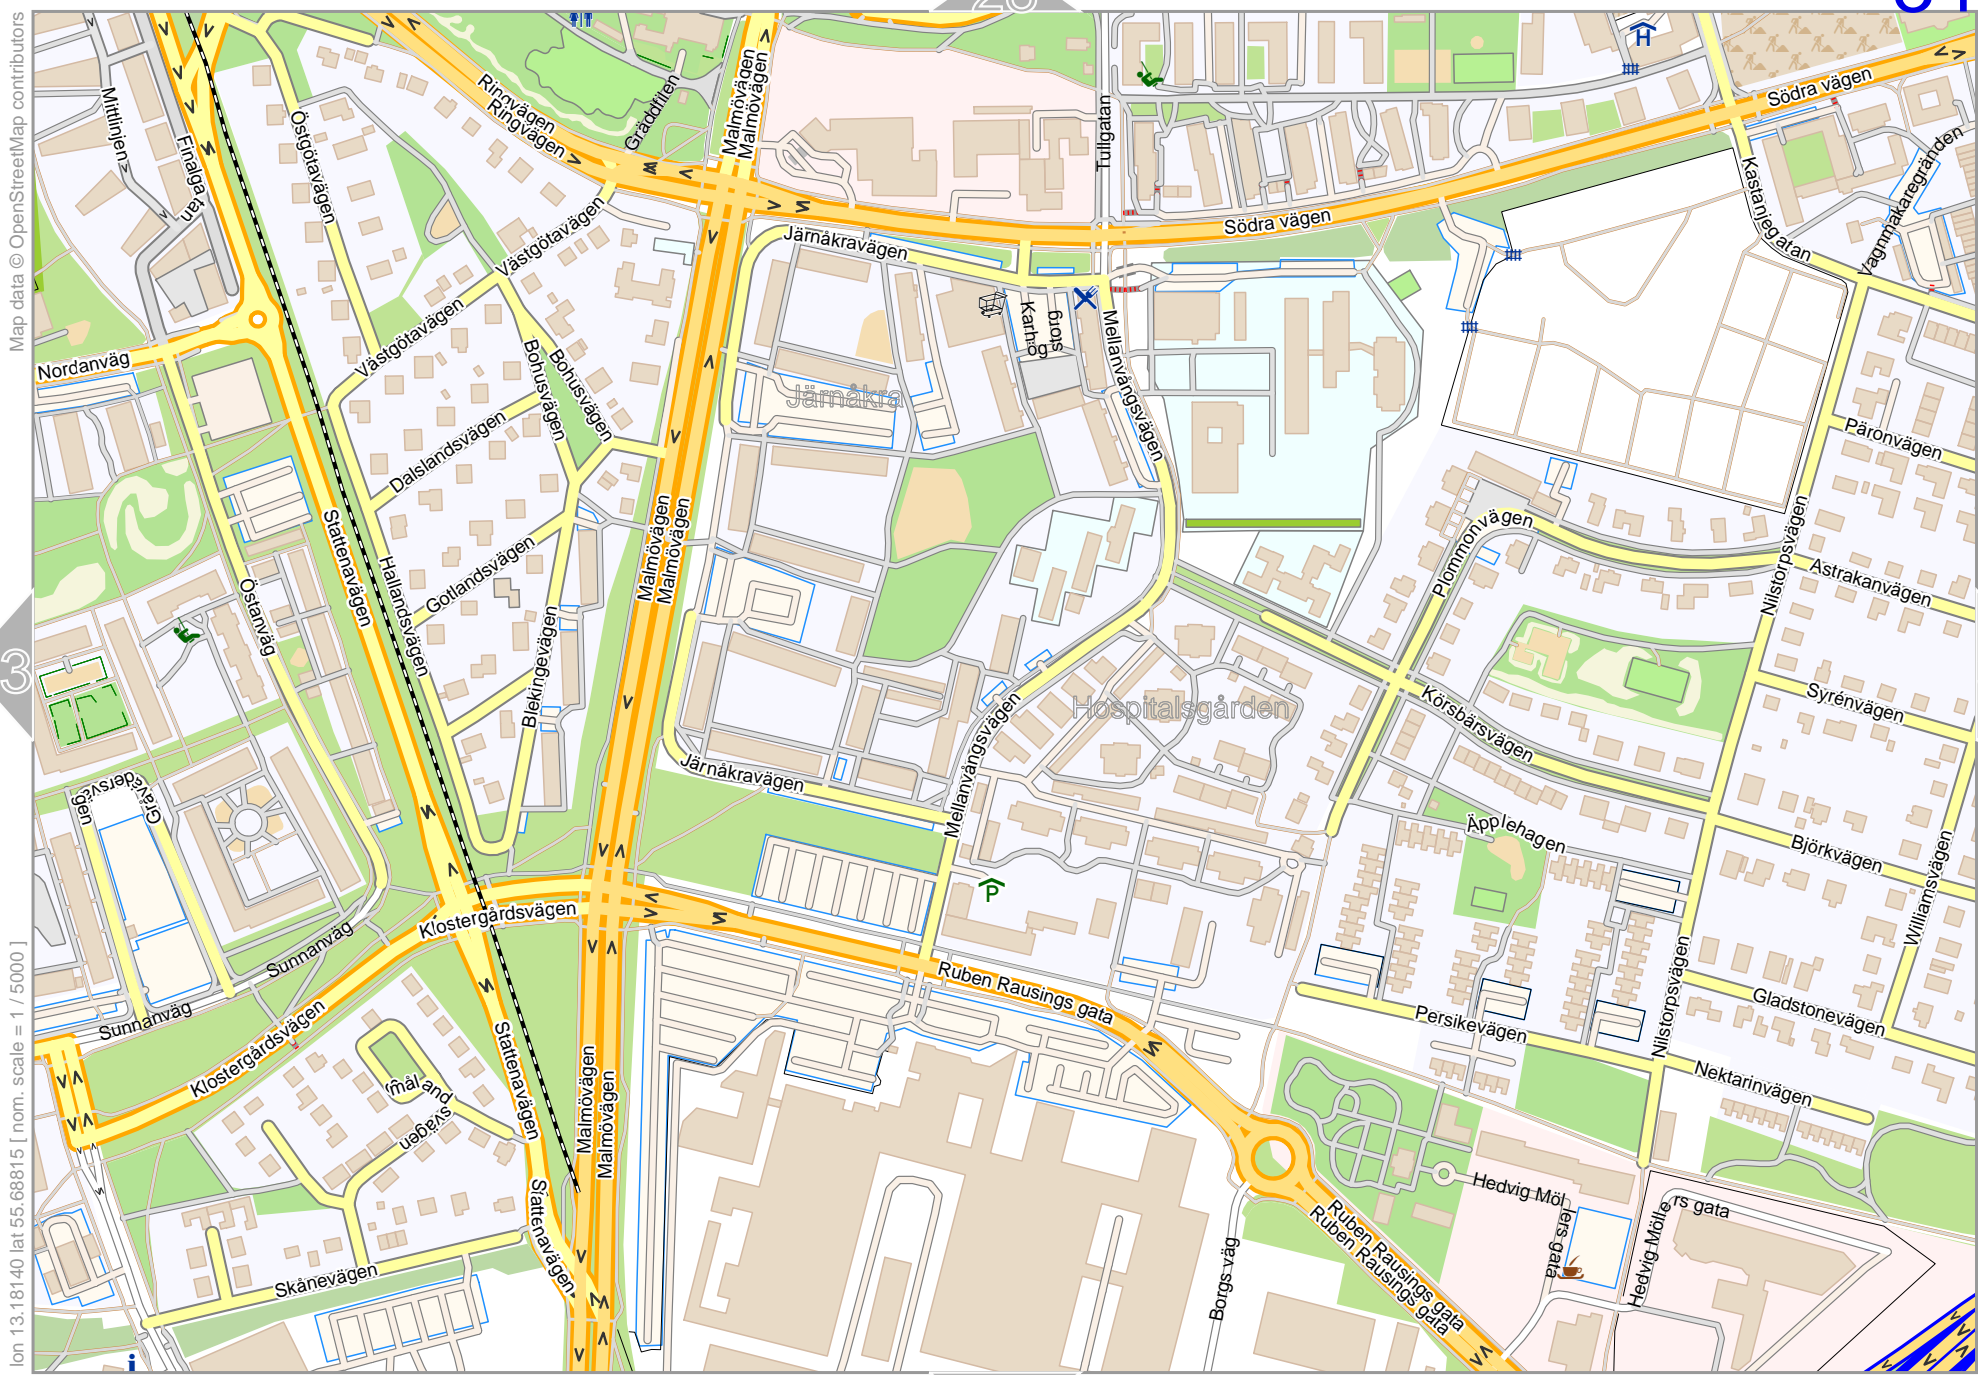 Map data © OpenStreetMap contributors
lon 13.18140 lat 55.68815 [ nom. scale = 1 / 5000 ]
3
H
Mittlinjen
Finalgatan
Östgötavägen
Ringvägen
Ringvägen
Gräddfilen
Malmövägen
Malmövägen
Tullgatan
Södra vägen
Södra vägen
Kastanjegatan
Vagnmakaregränden
Västgötavägen
Västgötavägen
Järnåkravägen
Karhögstorg
Mellanvångsvägen
Nordanväg
Bohusvägen
Bohusvägen
Järnåkra
Dalslandsvägen
Päronvägen
Stattenavägen
Hallandsvägen
Gotlandsvägen
Malmövägen
Malmövägen
Plommonvägen
Nilstorpsvägen
Astrakanvägen
Östanväg
Blekingevägen
Hospitalsgården
Mellanvångsvägen
Körsbärsvägen
Syrénvägen
Järnåkravägen
Gråvädersvägen
Äpplehagen
Björkvägen
Williamsvägen
P
Klostergårdsvägen
Sunnanväg
Sunnanväg
Klostergårdsvägen
Ruben Rausings gata
Persikevägen
Nilstorpsvägen
Gladstonevägen
Nektarinvägen
Smålandsvägen
Stattenavägen
Malmövägen
Malmövägen
Stattenavägen
Skånevägen
Borgs väg
Ruben Rausings gata
Ruben Rausings gata
Hedvig Möllers gata
Hedvig Möllers gata
i